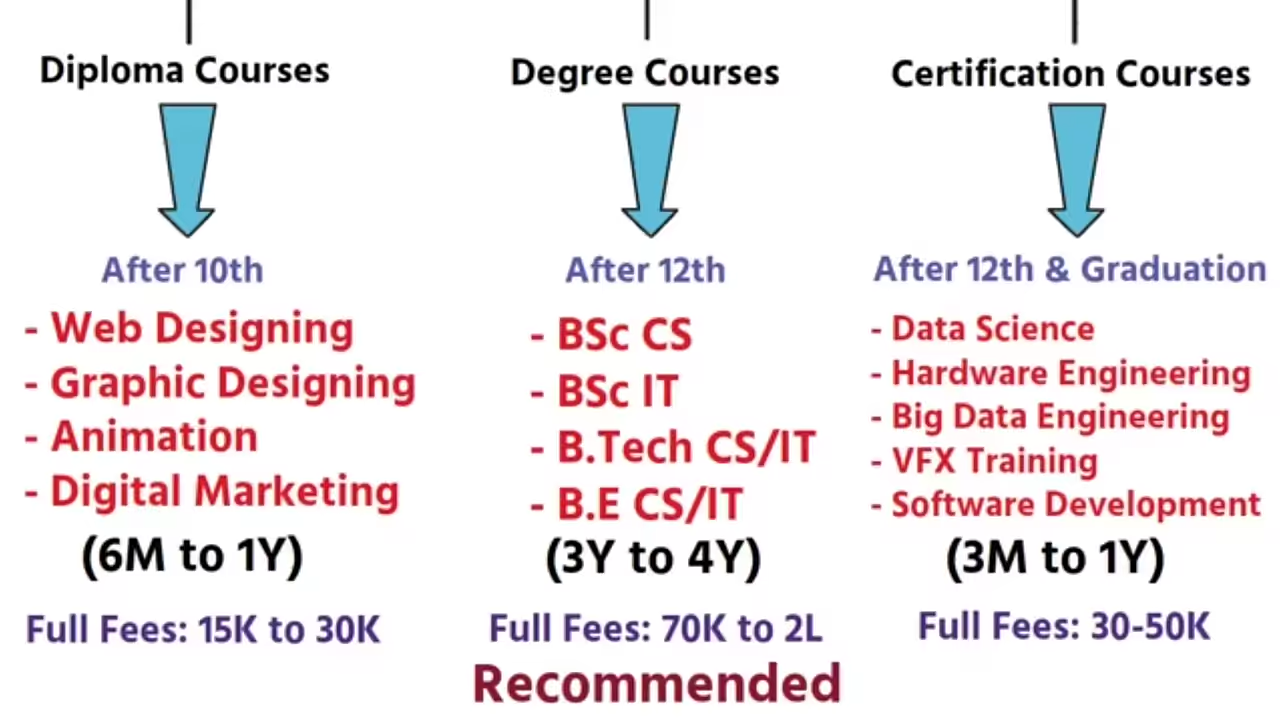 Diploma Courses
After 10th
- Web Designing
- Graphic Designing
- Animation
- Digital Marketing
(6M to 1Y)
Full Fees: 15K to 30K
Degree Courses
After 12th
- BSc CS
- BSc IT
- B.Tech CS/IT
- B.E CS/IT
(3Y to 4Y)
Full Fees: 70K to 2L
Recommended
Certification Courses
After 12th & Graduation
- Data Science
- Hardware Engineering
- Big Data Engineering
- VFX Training
- Software Development
(3M to 1Y)
Full Fees: 30-50K